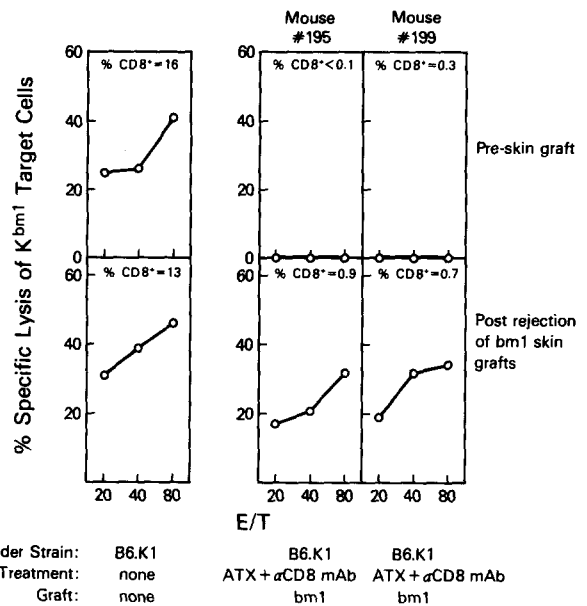 Mouse
#195
Mouse
#199
60
% CD8⁺=16
60
% CD8⁺<0.1
% CD8⁺=0.3
40
40
20
20
0
0
Pre-skin graft
60
% CD8⁺=13
60
% CD8⁺=0.9
% CD8⁺=0.7
40
40
20
20
Post rejection
of bm1 skin
grafts
% Specific Lysis of Kᵇᵐ¹ Target Cells
20 40 80
20 40 80
20 40 80
E/T
der Strain: B6.K1 B6.K1 B6.K1
Treatment: none ATX + αCD8 mAb ATX + αCD8 mAb
Graft: none bm1 bm1